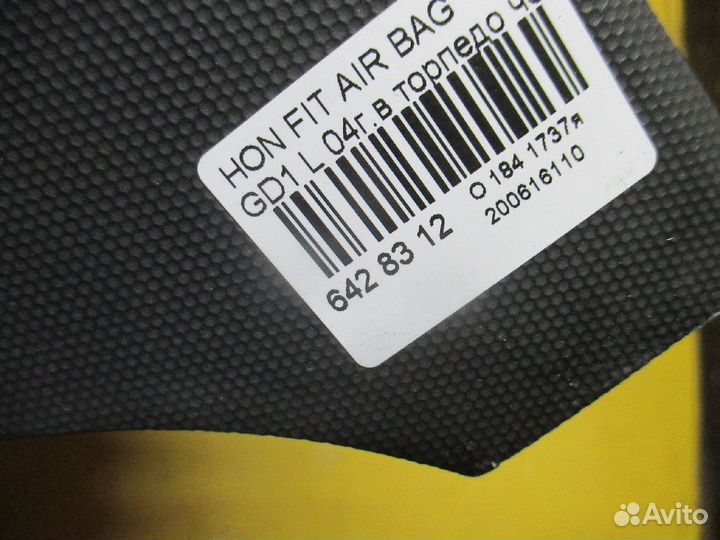 HON FIT AIR BAG
GD1 L 04г.в торпедо
642 83 12
О 184 1737я
200616110
Avito